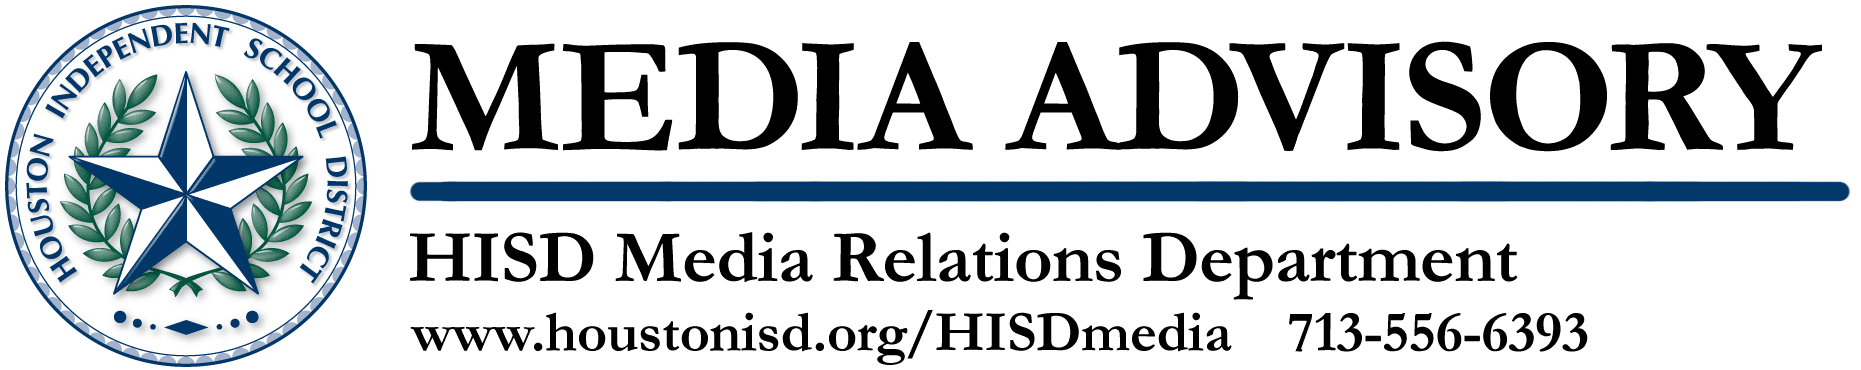 HOUSTON INDEPENDENT SCHOOL DISTRICT
MEDIA ADVISORY
HISD Media Relations Department
www.houstonisd.org/HISDmedia 713-556-6393